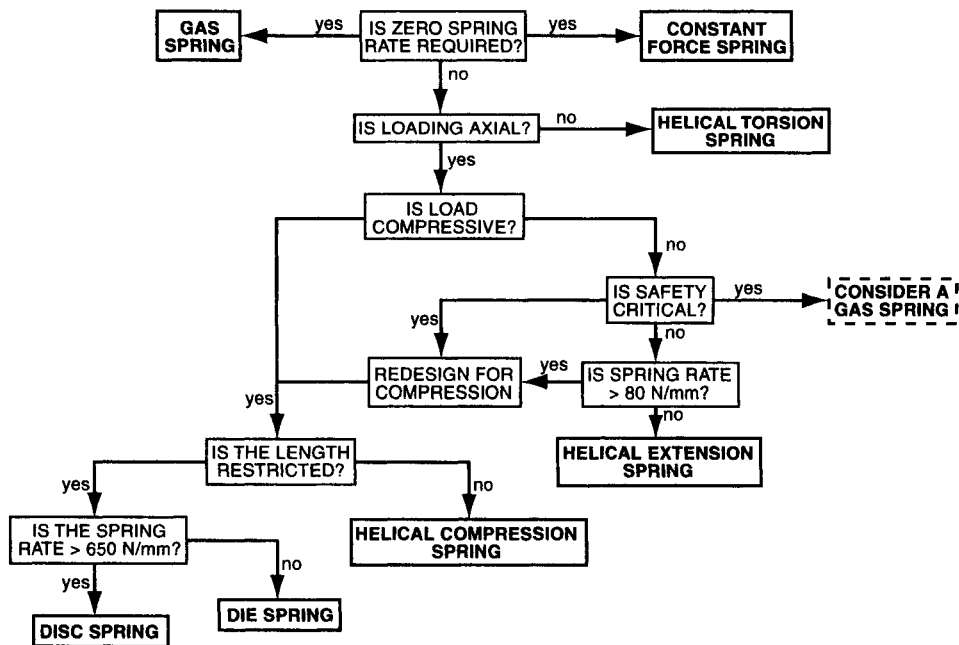 GAS
SPRING
yes
IS ZERO SPRING
RATE REQUIRED?
yes
CONSTANT
FORCE SPRING
no
IS LOADING AXIAL?
no
HELICAL TORSION
SPRING
yes
IS LOAD
COMPRESSIVE?
no
IS SAFETY
CRITICAL?
yes
CONSIDER A
GAS SPRING
yes
no
REDESIGN FOR
COMPRESSION
yes
IS SPRING RATE
> 80 N/mm?
yes
no
IS THE LENGTH
RESTRICTED?
HELICAL EXTENSION
SPRING
yes
no
IS THE SPRING
RATE > 650 N/mm?
HELICAL COMPRESSION
SPRING
no
yes
DIE SPRING
DISC SPRING